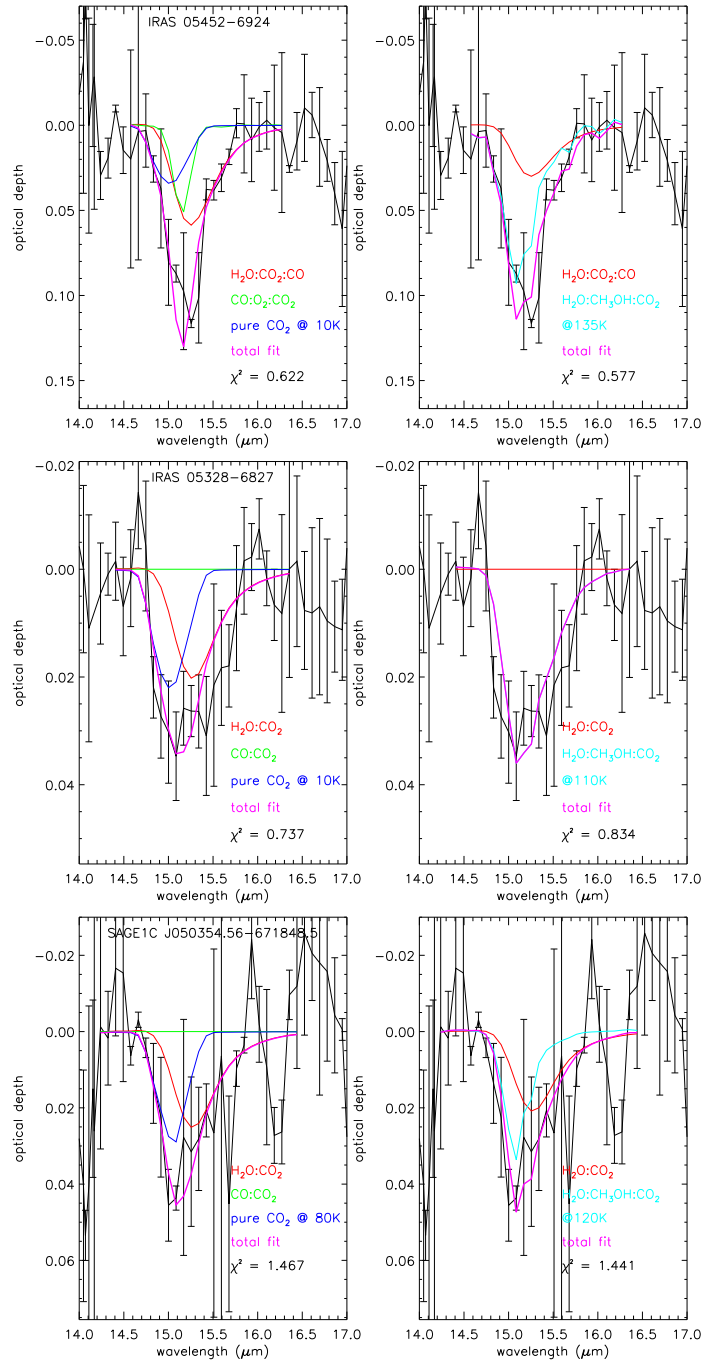 IRAS 05452−6924
−0.05
0.00
0.05
0.10
0.15
optical depth
H₂O:CO₂:CO
CO:O₂:CO₂
pure CO₂ @ 10K
total fit
χ² = 0.622
14.0 14.5 15.0 15.5 16.0 16.5 17.0
wavelength (μm)
optical depth
−0.05
0.00
0.05
0.10
0.15
H₂O:CO₂:CO
H₂O:CH₃OH:CO₂
@135K
total fit
χ² = 0.577
14.0 14.5 15.0 15.5 16.0 16.5 17.0
wavelength (μm)
IRAS 05328−6827
−0.02
0.00
0.02
0.04
optical depth
H₂O:CO₂
CO:CO₂
pure CO₂ @ 10K
total fit
χ² = 0.737
14.0 14.5 15.0 15.5 16.0 16.5 17.0
wavelength (μm)
optical depth
−0.02
0.00
0.02
0.04
H₂O:CO₂
H₂O:CH₃OH:CO₂
@110K
total fit
χ² = 0.834
14.0 14.5 15.0 15.5 16.0 16.5 17.0
wavelength (μm)
SAGE1C J050354.56−671848.5
−0.02
0.00
0.02
0.04
0.06
optical depth
H₂O:CO₂
CO:CO₂
pure CO₂ @ 80K
total fit
χ² = 1.467
14.0 14.5 15.0 15.5 16.0 16.5 17.0
wavelength (μm)
optical depth
−0.02
0.00
0.02
0.04
0.06
H₂O:CO₂
H₂O:CH₃OH:CO₂
@120K
total fit
χ² = 1.441
14.0 14.5 15.0 15.5 16.0 16.5 17.0
wavelength (μm)